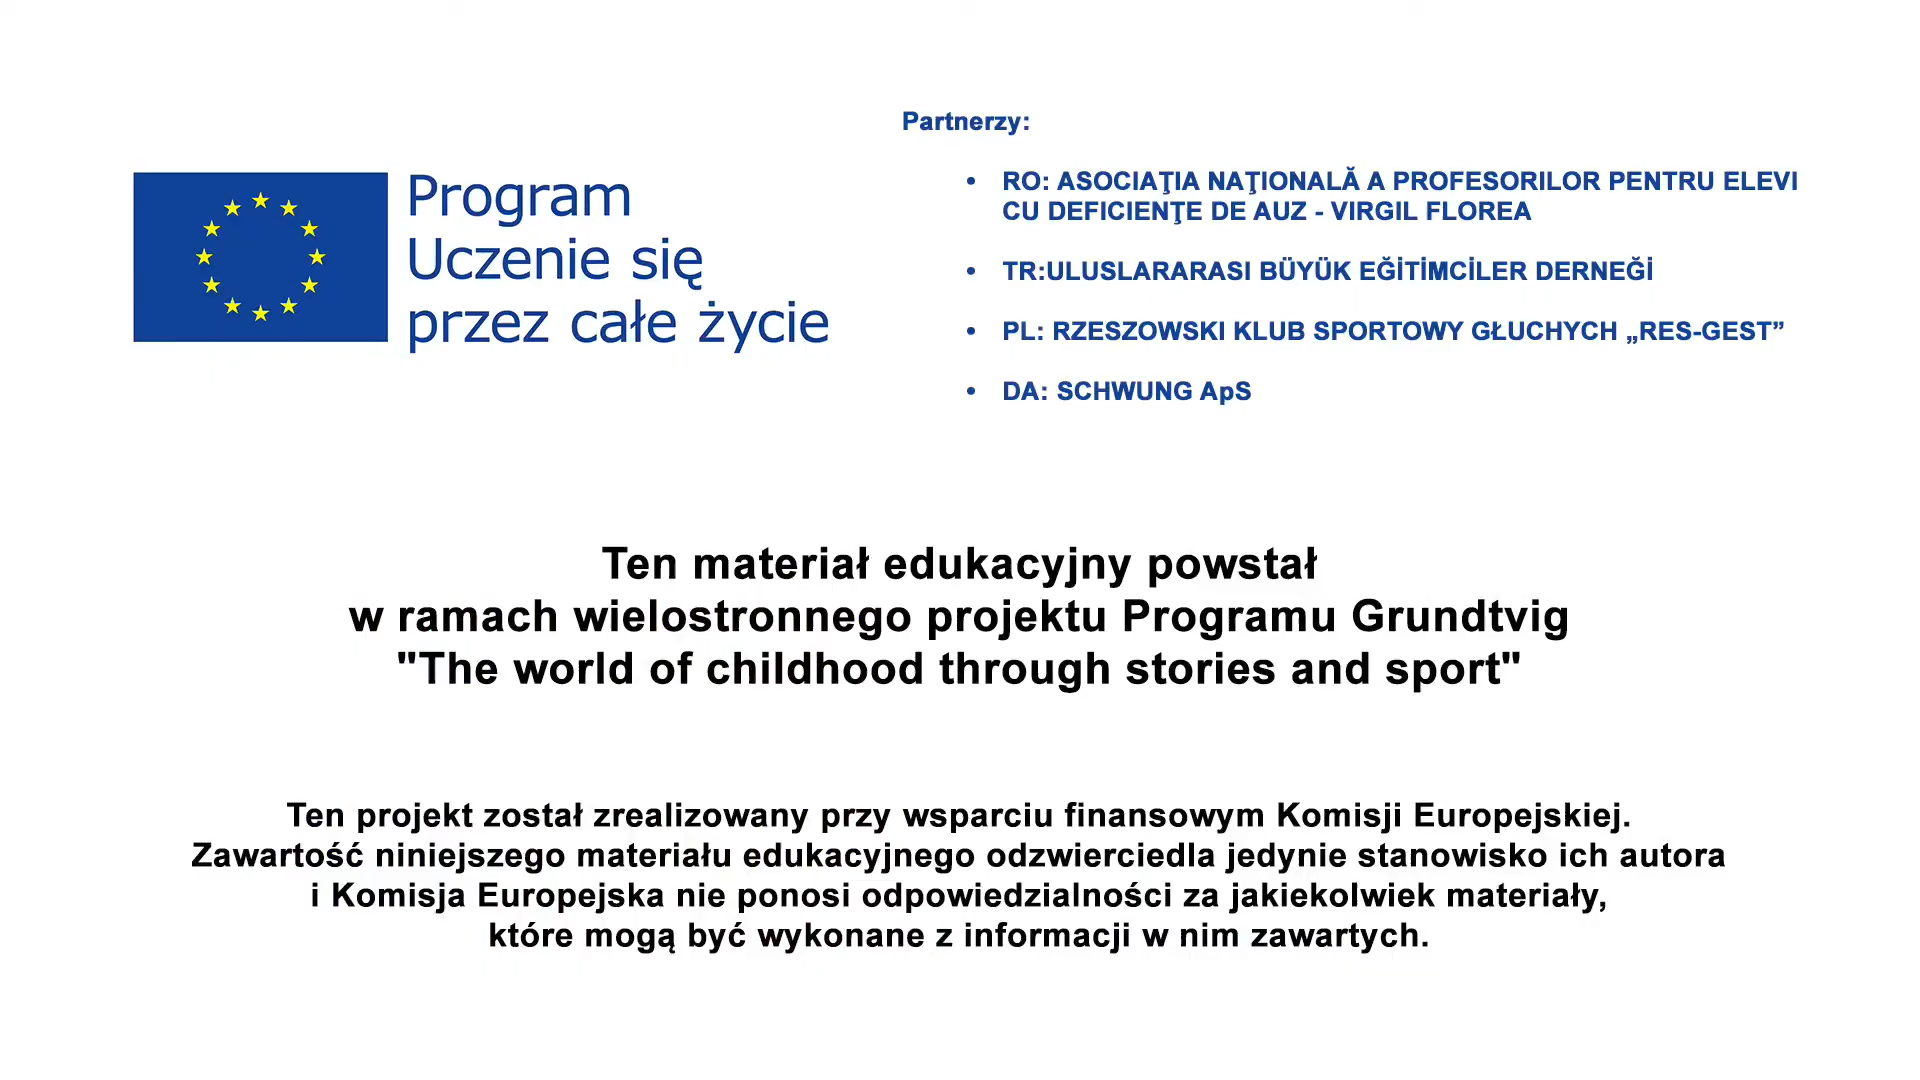 Program
Uczenie się
przez całe życie
Partnerzy:
• RO: ASOCIAŢIA NAŢIONALĂ A PROFESORILOR PENTRU ELEVI
CU DEFICIENŢE DE AUZ - VIRGIL FLOREA
• TR:ULUSLARARASI BÜYÜK EĞİTİMCİLER DERNEĞİ
• PL: RZESZOWSKI KLUB SPORTOWY GŁUCHYCH „RES-GEST”
• DA: SCHWUNG ApS
Ten materiał edukacyjny powstał
w ramach wielostronnego projektu Programu Grundtvig
"The world of childhood through stories and sport"
Ten projekt został zrealizowany przy wsparciu finansowym Komisji Europejskiej.
Zawartość niniejszego materiału edukacyjnego odzwierciedla jedynie stanowisko ich autora
i Komisja Europejska nie ponosi odpowiedzialności za jakiekolwiek materiały,
które mogą być wykonane z informacji w nim zawartych.